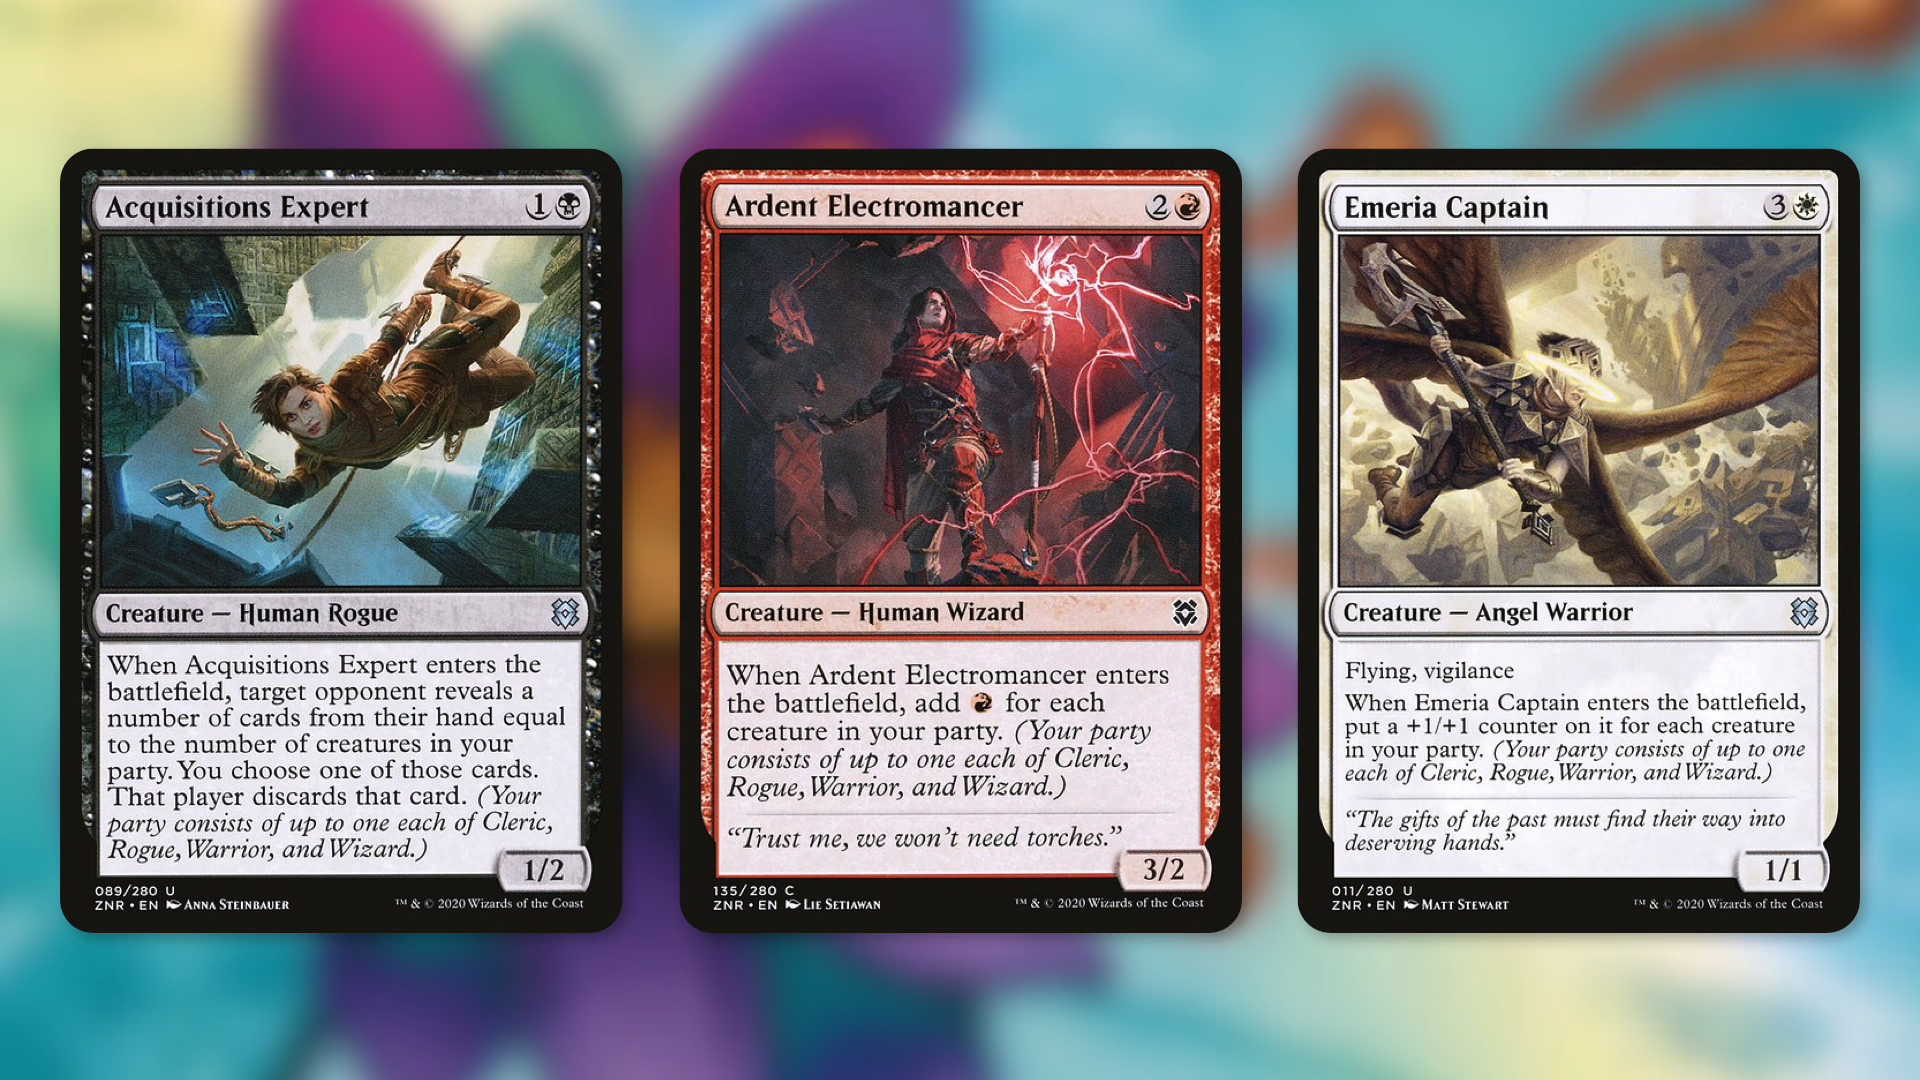 Acquisitions Expert 1
Creature — Human Rogue
When Acquisitions Expert enters the
battlefield, target opponent reveals a
number of cards from their hand equal
to the number of creatures in your
party. You choose one of those cards.
That player discards that card. (Your
party consists of up to one each of Cleric,
Rogue, Warrior, and Wizard.)
1/2
089/280 U
ZNR • EN Anna Steinbauer
™ & © 2020 Wizards of the Coast
Ardent Electromancer 2
Creature — Human Wizard
When Ardent Electromancer enters
the battlefield, add for each
creature in your party. (Your party
consists of up to one each of Cleric,
Rogue, Warrior, and Wizard.)
“Trust me, we won’t need torches.”
3/2
135/280 C
ZNR • EN Lie Setiawan
™ & © 2020 Wizards of the Coast
Emeria Captain 3
Creature — Angel Warrior
Flying, vigilance
When Emeria Captain enters the battlefield,
put a +1/+1 counter on it for each creature
in your party. (Your party consists of up to one
each of Cleric, Rogue, Warrior, and Wizard.)
“The gifts of the past must find their way into
deserving hands.”
1/1
011/280 U
ZNR • EN Matt Stewart
™ & © 2020 Wizards of the Coast